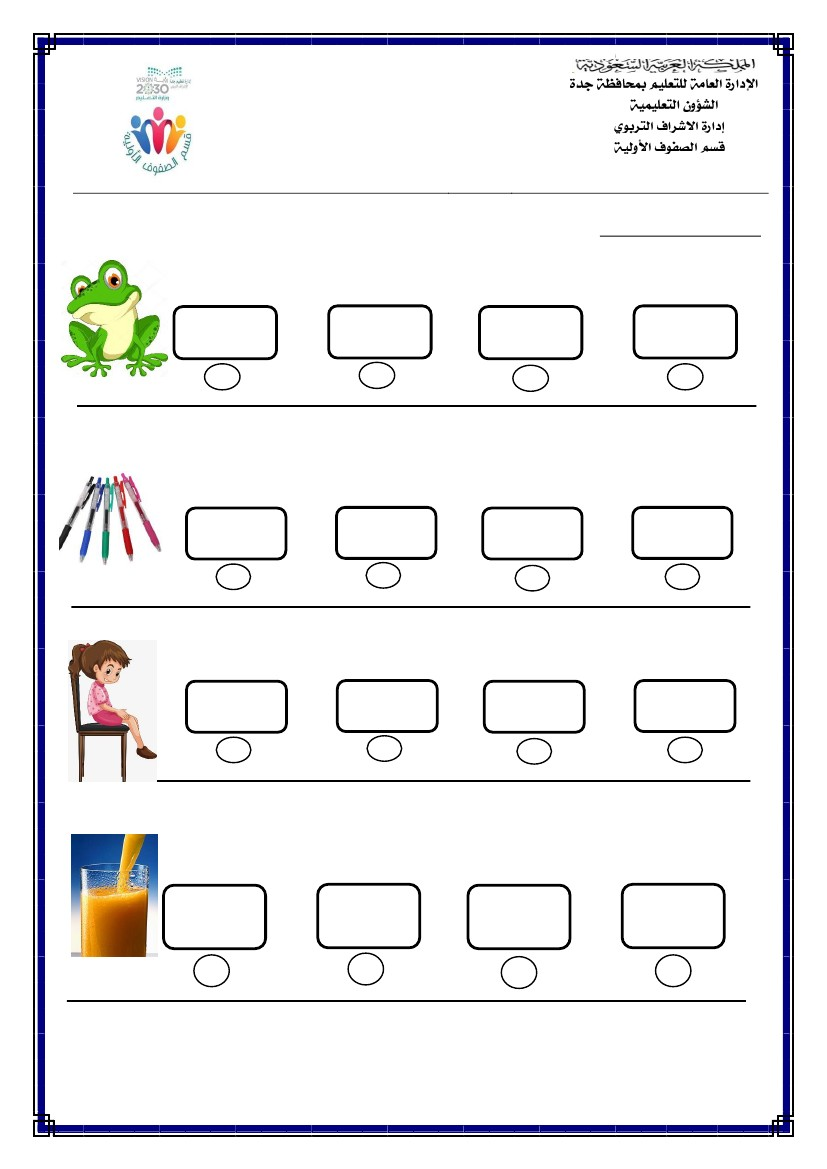 المملكة العربية السعودية
الإدارة العامة للتعليم بمحافظة جدة
الشؤون التعليمية
إدارة الاشراف التربوي
قسم الصفوف الأولية
VISION رؤية
2030
وزارة التعليم
قسم الصفوف الأولية